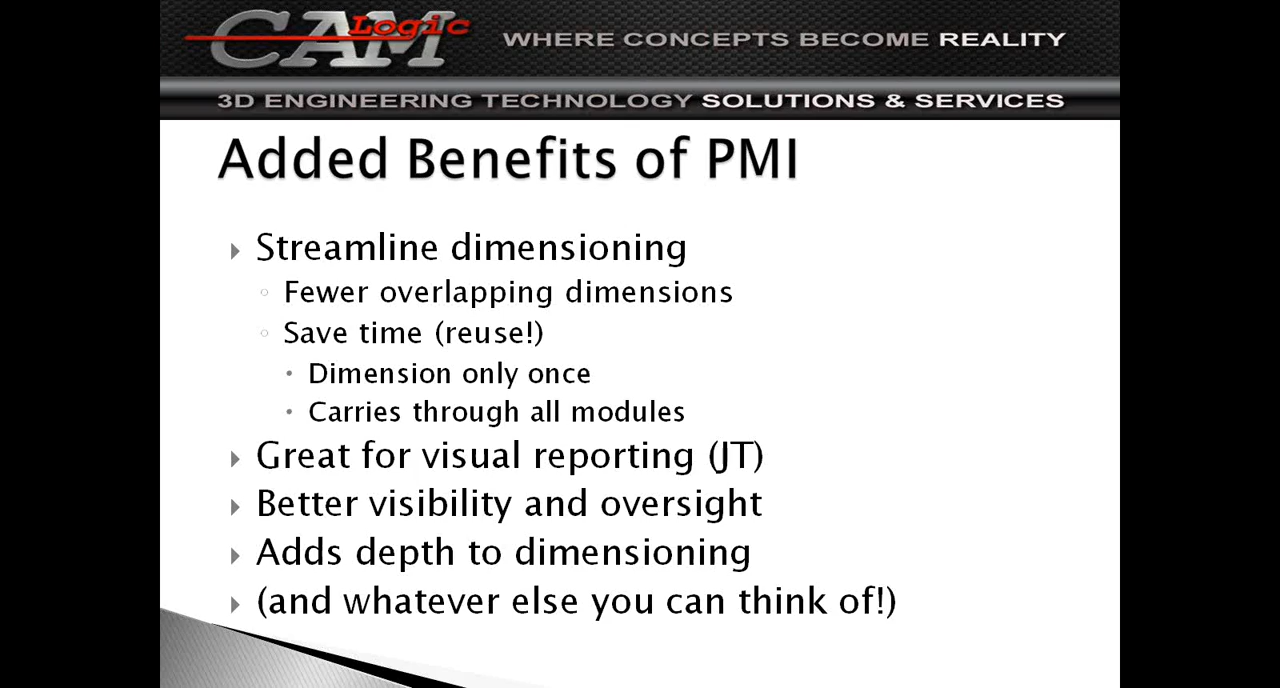 CAM Logic
WHERE CONCEPTS BECOME REALITY
3D ENGINEERING TECHNOLOGY SOLUTIONS & SERVICES
Added Benefits of PMI
Streamline dimensioning
Fewer overlapping dimensions
Save time (reuse!)
Dimension only once
Carries through all modules
Great for visual reporting (JT)
Better visibility and oversight
Adds depth to dimensioning
(and whatever else you can think of!)